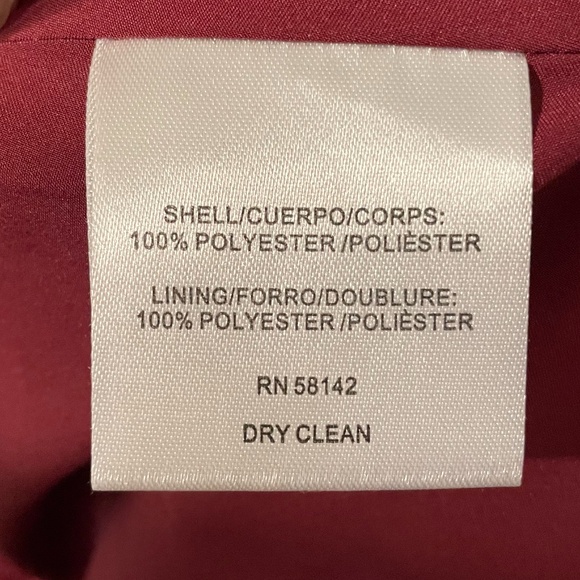 SHELL/CUERPO/CORPS:
100% POLYESTER/POLIÈSTER
LINING/FORRO/DOUBLURE:
100% POLYESTER/POLIÈSTER
RN 58142
DRY CLEAN